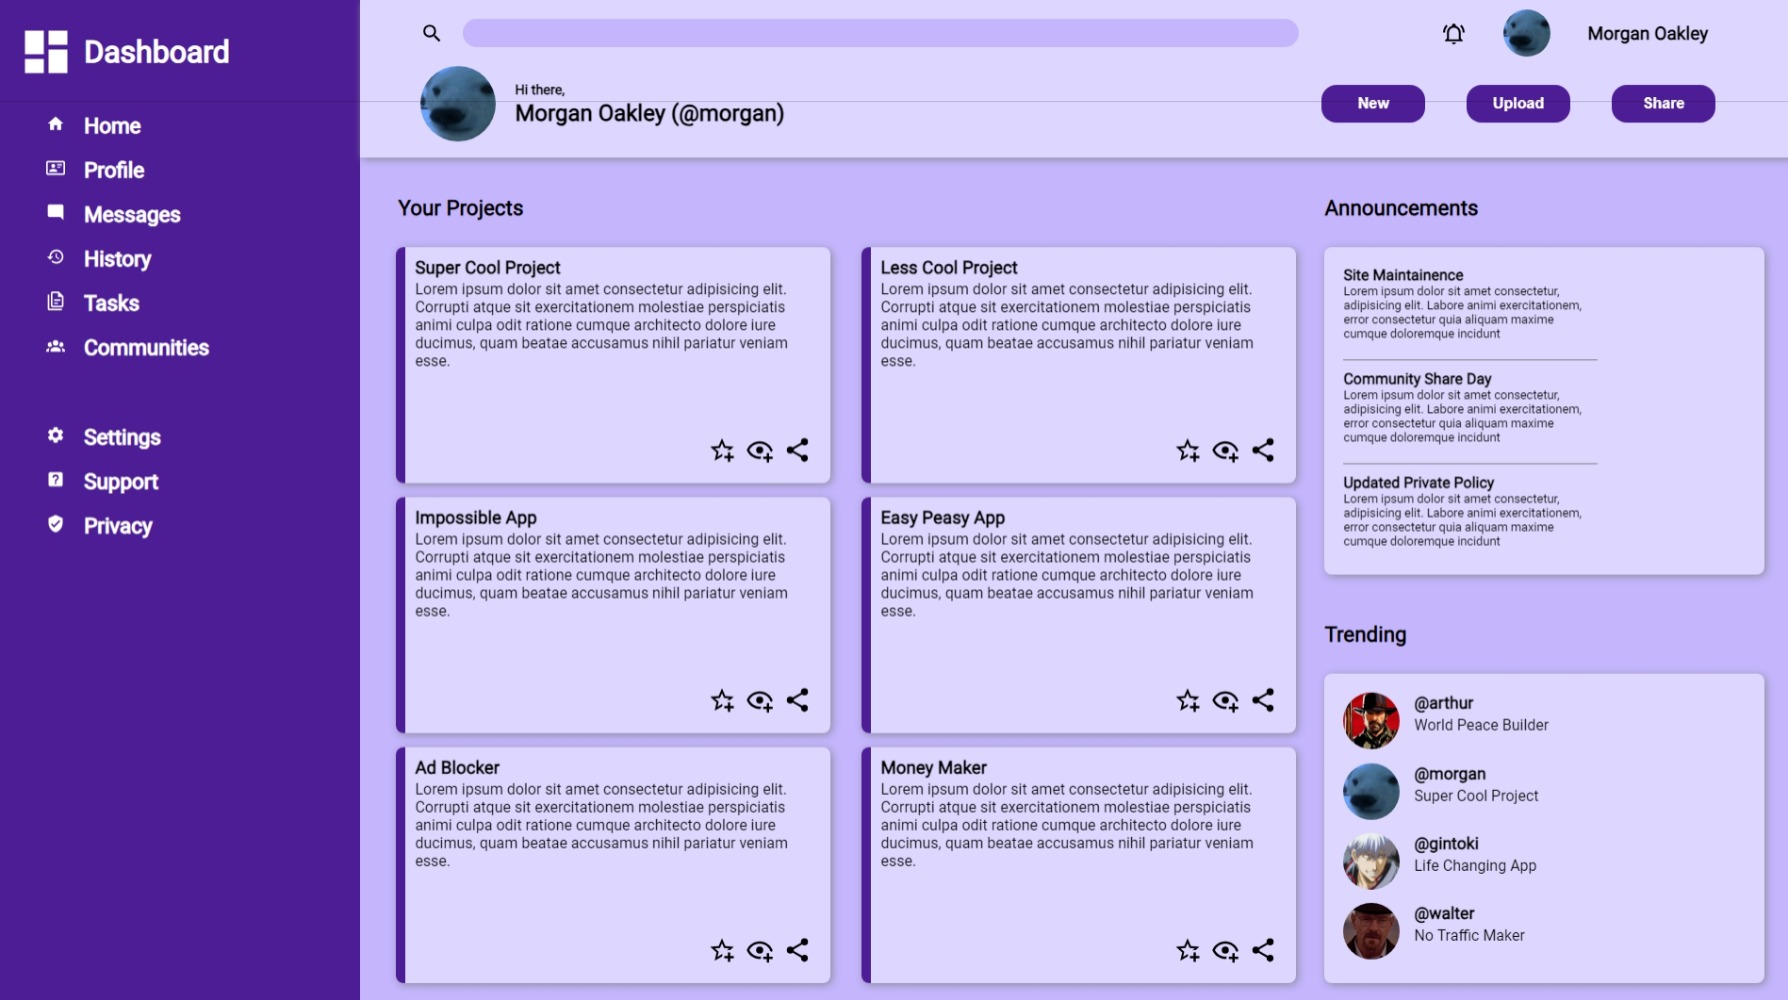 Dashboard
Home
Profile
Messages
History
Tasks
Communities
Settings
Support
Privacy
Morgan Oakley
Hi there,
Morgan Oakley (@morgan)
New
Upload
Share
Your Projects
Super Cool Project
Lorem ipsum dolor sit amet consectetur adipisicing elit.
Corrupti atque sit exercitationem molestiae perspiciatis
animi culpa odit ratione cumque architecto dolore iure
ducimus, quam beatae accusamus nihil pariatur veniam
esse.
Less Cool Project
Lorem ipsum dolor sit amet consectetur adipisicing elit.
Corrupti atque sit exercitationem molestiae perspiciatis
animi culpa odit ratione cumque architecto dolore iure
ducimus, quam beatae accusamus nihil pariatur veniam
esse.
Impossible App
Lorem ipsum dolor sit amet consectetur adipisicing elit.
Corrupti atque sit exercitationem molestiae perspiciatis
animi culpa odit ratione cumque architecto dolore iure
ducimus, quam beatae accusamus nihil pariatur veniam
esse.
Easy Peasy App
Lorem ipsum dolor sit amet consectetur adipisicing elit.
Corrupti atque sit exercitationem molestiae perspiciatis
animi culpa odit ratione cumque architecto dolore iure
ducimus, quam beatae accusamus nihil pariatur veniam
esse.
Ad Blocker
Lorem ipsum dolor sit amet consectetur adipisicing elit.
Corrupti atque sit exercitationem molestiae perspiciatis
animi culpa odit ratione cumque architecto dolore iure
ducimus, quam beatae accusamus nihil pariatur veniam
esse.
Money Maker
Lorem ipsum dolor sit amet consectetur adipisicing elit.
Corrupti atque sit exercitationem molestiae perspiciatis
animi culpa odit ratione cumque architecto dolore iure
ducimus, quam beatae accusamus nihil pariatur veniam
esse.
Announcements
Site Maintainence
Lorem ipsum dolor sit amet consectetur,
adipisicing elit. Labore animi exercitationem,
error consectetur quia aliquam maxime
cumque doloremque incidunt
Community Share Day
Lorem ipsum dolor sit amet consectetur,
adipisicing elit. Labore animi exercitationem,
error consectetur quia aliquam maxime
cumque doloremque incidunt
Updated Private Policy
Lorem ipsum dolor sit amet consectetur,
adipisicing elit. Labore animi exercitationem,
error consectetur quia aliquam maxime
cumque doloremque incidunt
Trending
@arthur
World Peace Builder
@morgan
Super Cool Project
@gintoki
Life Changing App
@walter
No Traffic Maker